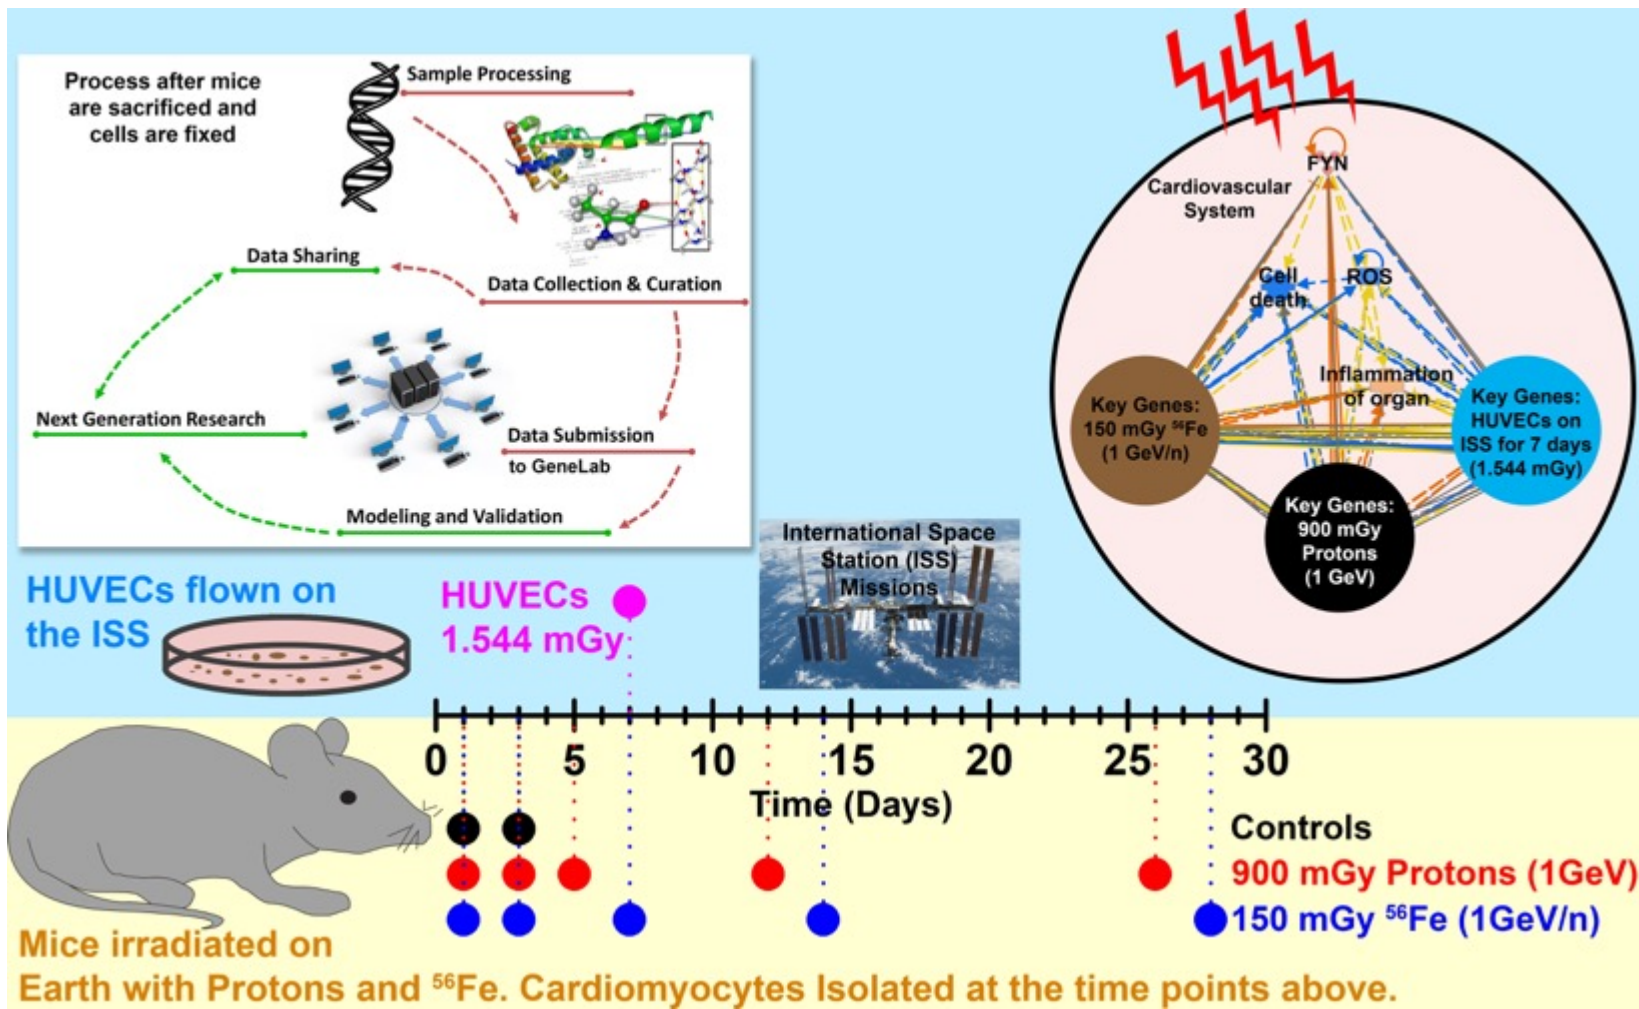 Process after mice
are sacrificed and
cells are fixed
Sample Processing
Data Sharing
Data Collection & Curation
Next Generation Research
Data Submission
to GeneLab
Modeling and Validation
FYN
Cardiovascular
System
Cell
death
ROS
Inflammation
of organ
Key Genes:
150 mGy ⁵⁶Fe
(1 GeV/n)
Key Genes:
HUVECs on
ISS for 7 days
(1.544 mGy)
Key Genes:
900 mGy
Protons
(1 GeV)
International Space
Station (ISS)
Missions
HUVECs flown on
the ISS
HUVECs
1.544 mGy
0 5 10 15 20 25 30
Time (Days)
Controls
900 mGy Protons (1GeV)
150 mGy ⁵⁶Fe (1GeV/n)
Mice irradiated on
Earth with Protons and ⁵⁶Fe. Cardiomyocytes Isolated at the time points above.